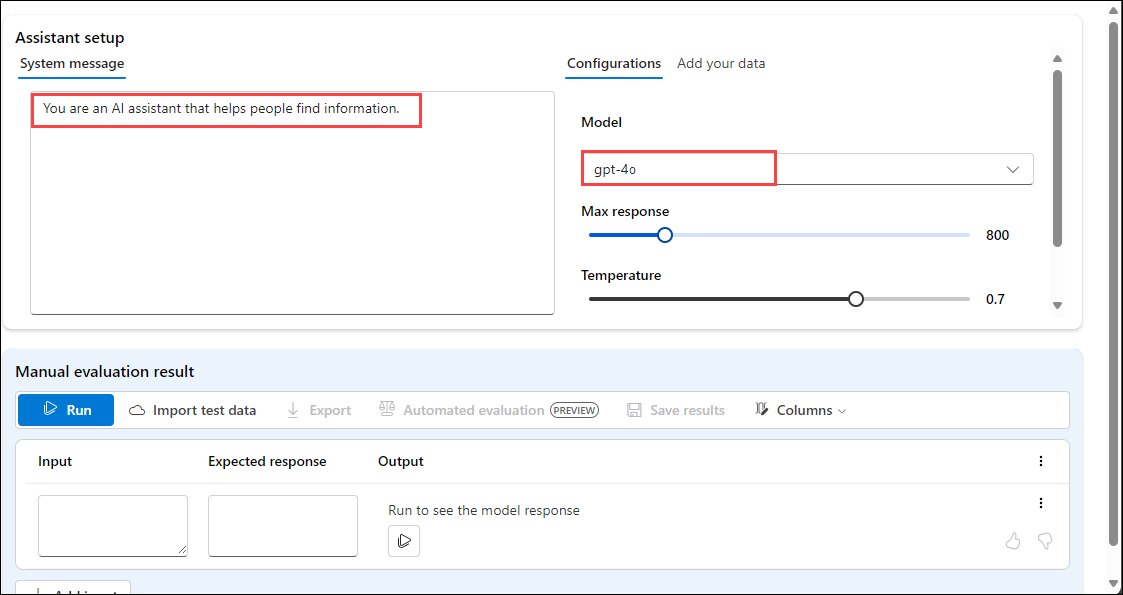 Assistant setup
System message
Configurations Add your data
You are an AI assistant that helps people find information.
Model
gpt-4o
Max response
800
Temperature
0.7
Manual evaluation result
Run Import test data Export Automated evaluation PREVIEW Save results Columns
Input Expected response Output
Run to see the model response